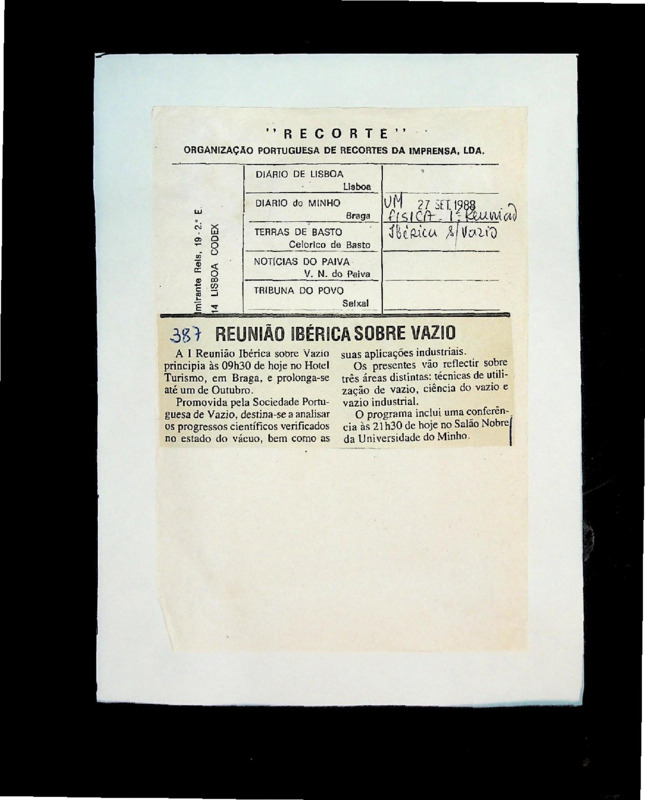 "RECORTE"
ORGANIZAÇÃO PORTUGUESA DE RECORTES DA IMPRENSA, LDA.
mirante Reis, 19-2.º E.
14 LISBOA CODEX
DIÁRIO DE LISBOA
Lisboa
DIÁRIO do MINHO
Braga
TERRAS DE BASTO
Celorico de Basto
NOTÍCIAS DO PAIVA
V. N. do Paiva
TRIBUNA DO POVO
Seixal
UM 27 SET. 1988
FISICA - 1ª Reunião
Ibérica s/ Vazio
387 REUNIÃO IBÉRICA SOBRE VAZIO
A I Reunião Ibérica sobre Vazio
principia às 09h30 de hoje no Hotel
Turismo, em Braga, e prolonga-se
até um de Outubro.
Promovida pela Sociedade Portu-
guesa de Vazio, destina-se a analisar
os progressos científicos verificados
no estado do vácuo, bem como as
suas aplicações industriais.
Os presentes vão reflectir sobre
três áreas distintas: técnicas de utili-
zação de vazio, ciência do vazio e
vazio industrial.
O programa inclui uma conferên-
cia às 21h30 de hoje no Salão Nobre
da Universidade do Minho.